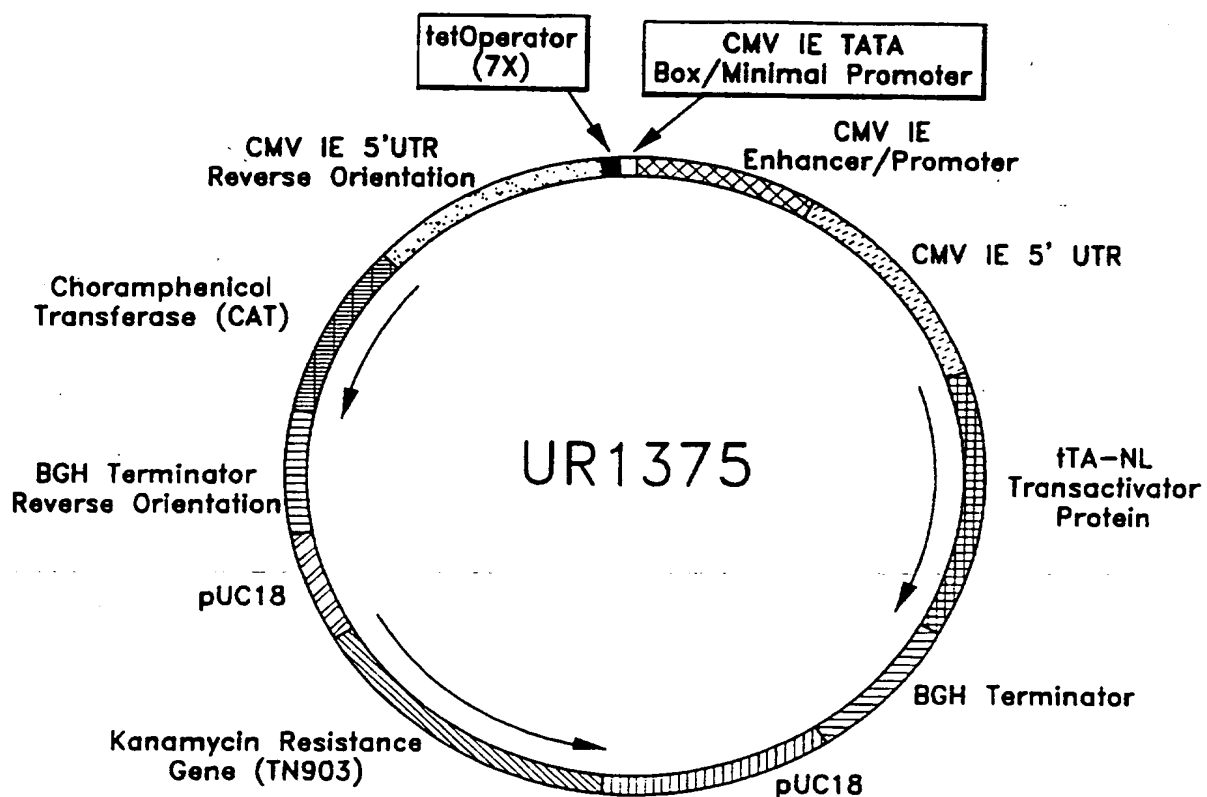 tetOperator
(7X)
CMV IE TATA
Box/Minimal Promoter
CMV IE
Enhancer/Promoter
CMV IE 5'UTR
Reverse Orientation
CMV IE 5' UTR
Choramphenicol
Transferase (CAT)
UR1375
tTA-NL
Transactivator
Protein
BGH Terminator
Reverse Orientation
pUC18
BGH Terminator
Kanamycin Resistance
Gene (TN903)
pUC18